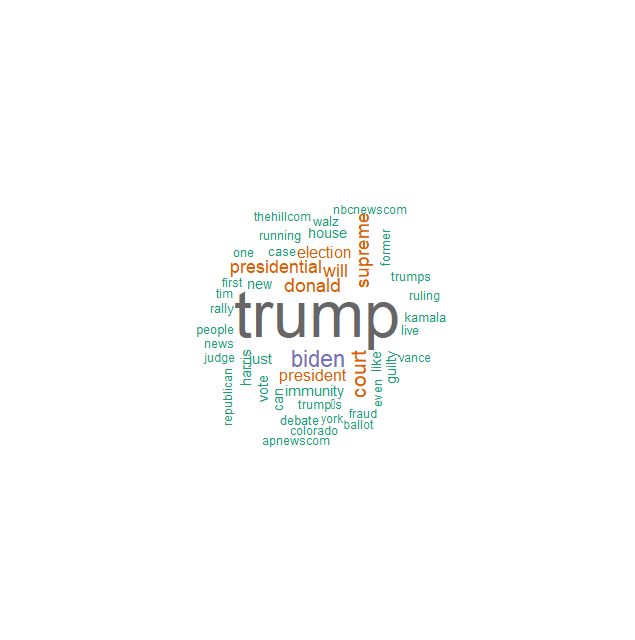 nbcnewscom
thehillcom walz
running house supreme former
one case election
presidential will trumps
first new donald
tim ruling
rally trump kamala
people live
news
judge harris just biden court like guilty vance
republican vote president even
can immunity
trump�s
debate york fraud
colorado ballot
apnewscom